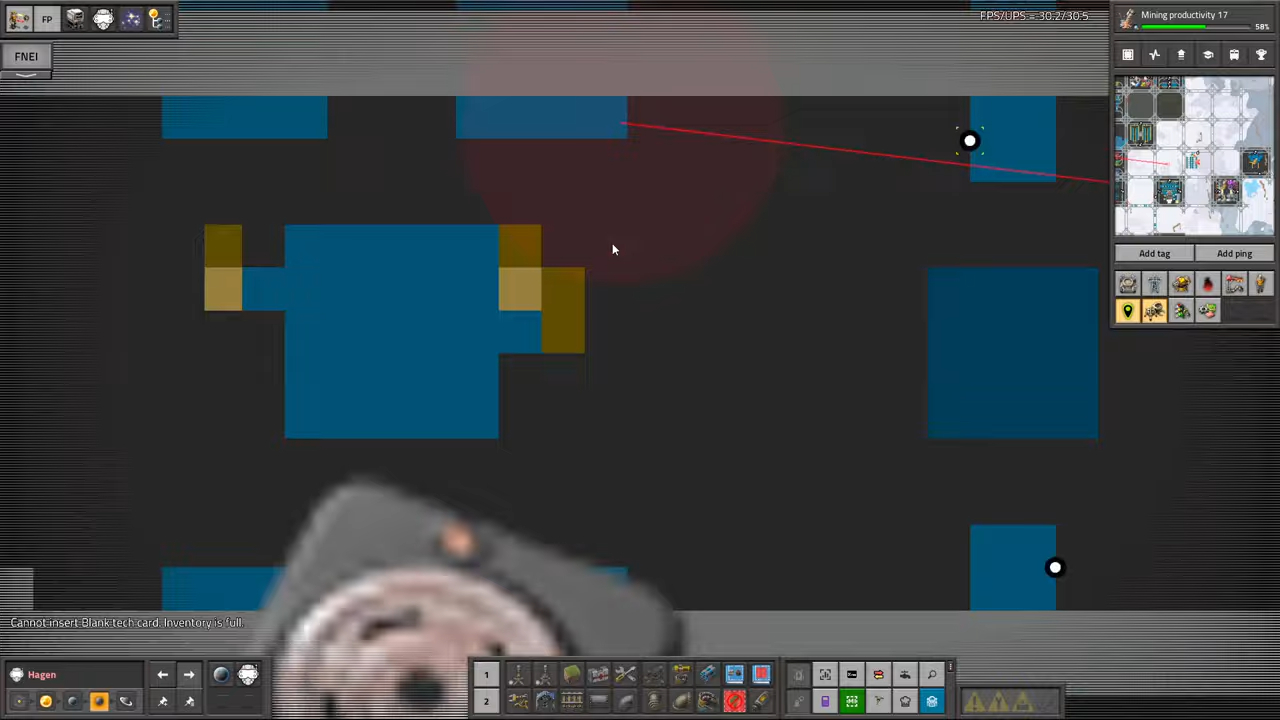 FP
FPS/UPS = 30.2/30.5
Mining productivity 17
58%
FNEI
Add tag
Add ping
Cannot insert Blank tech card. Inventory is full.
Hagen
1
2